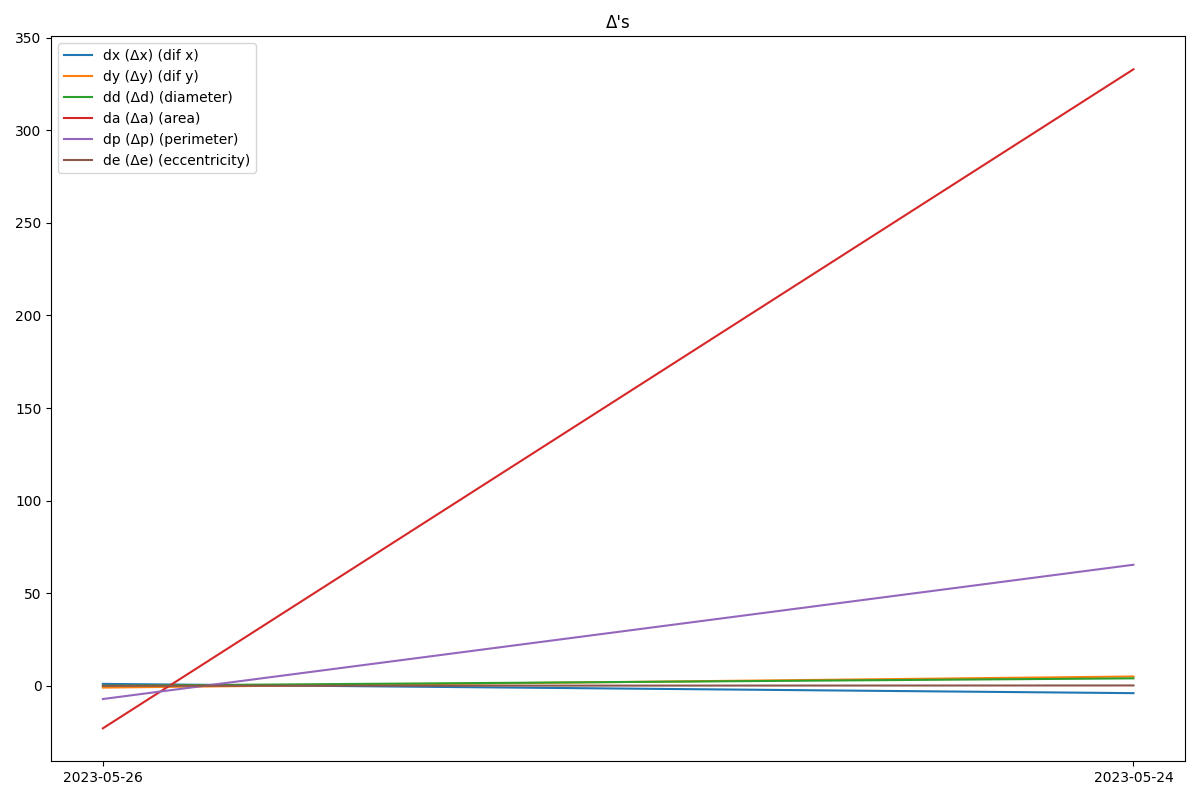 Δ's
350
300
250
200
150
100
50
0
dx (Δx) (dif x)
dy (Δy) (dif y)
dd (Δd) (diameter)
da (Δa) (area)
dp (Δp) (perimeter)
de (Δe) (eccentricity)
2023-05-26
2023-05-24